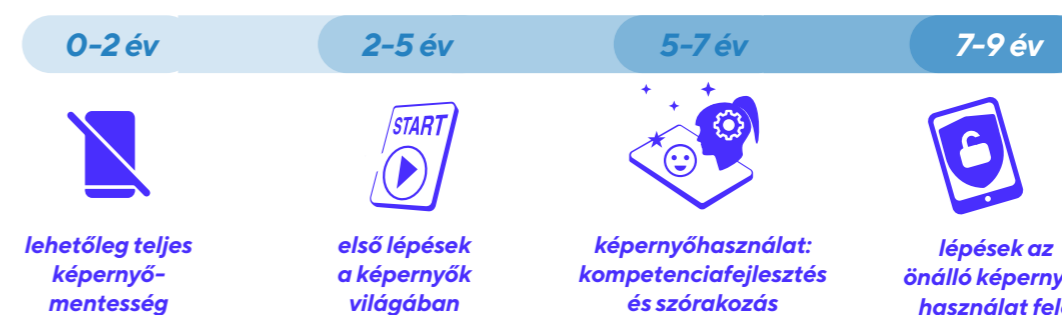 0-2 év
2-5 év
5-7 év
7-9 év
START
lehetőleg teljes
képernyő-
mentesség
első lépések
a képernyők
világában
képernyőhasználat:
kompetenciafejlesztés
és szórakozás
lépések az
önálló
használat